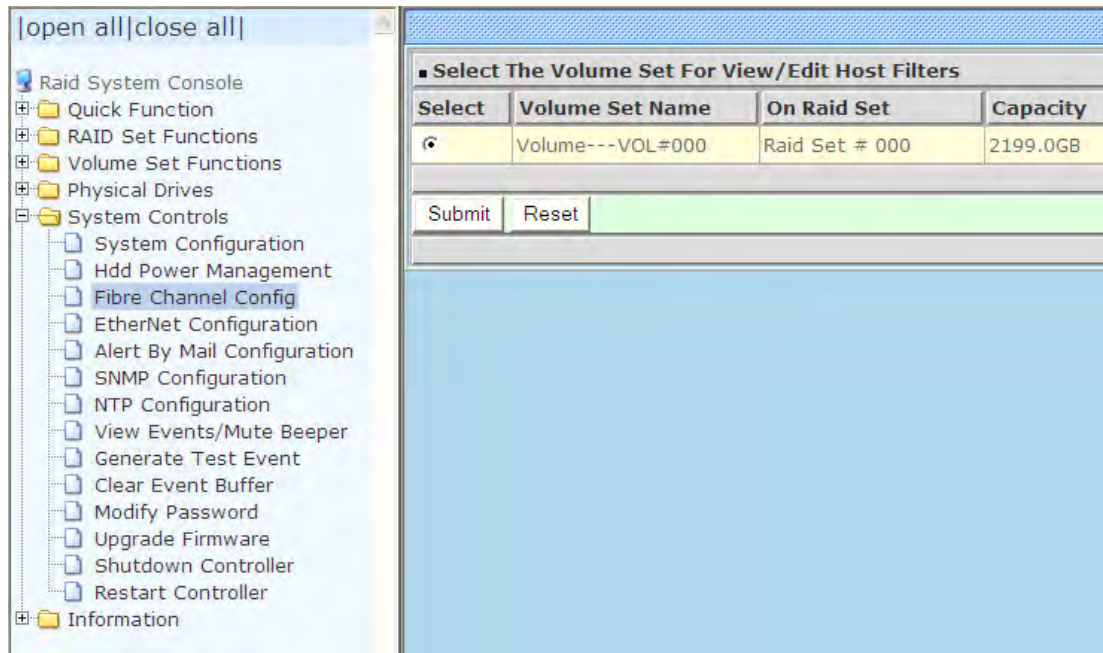 |open all|close all|
Raid System Console
Quick Function
RAID Set Functions
Volume Set Functions
Physical Drives
System Controls
System Configuration
Hdd Power Management
Fibre Channel Config
EtherNet Configuration
Alert By Mail Configuration
SNMP Configuration
NTP Configuration
View Events/Mute Beeper
Generate Test Event
Clear Event Buffer
Modify Password
Upgrade Firmware
Shutdown Controller
Restart Controller
Information
Select The Volume Set For View/Edit Host Filters
Select Volume Set Name On Raid Set Capacity
Volume---VOL#000 Raid Set # 000 2199.0GB
Submit Reset